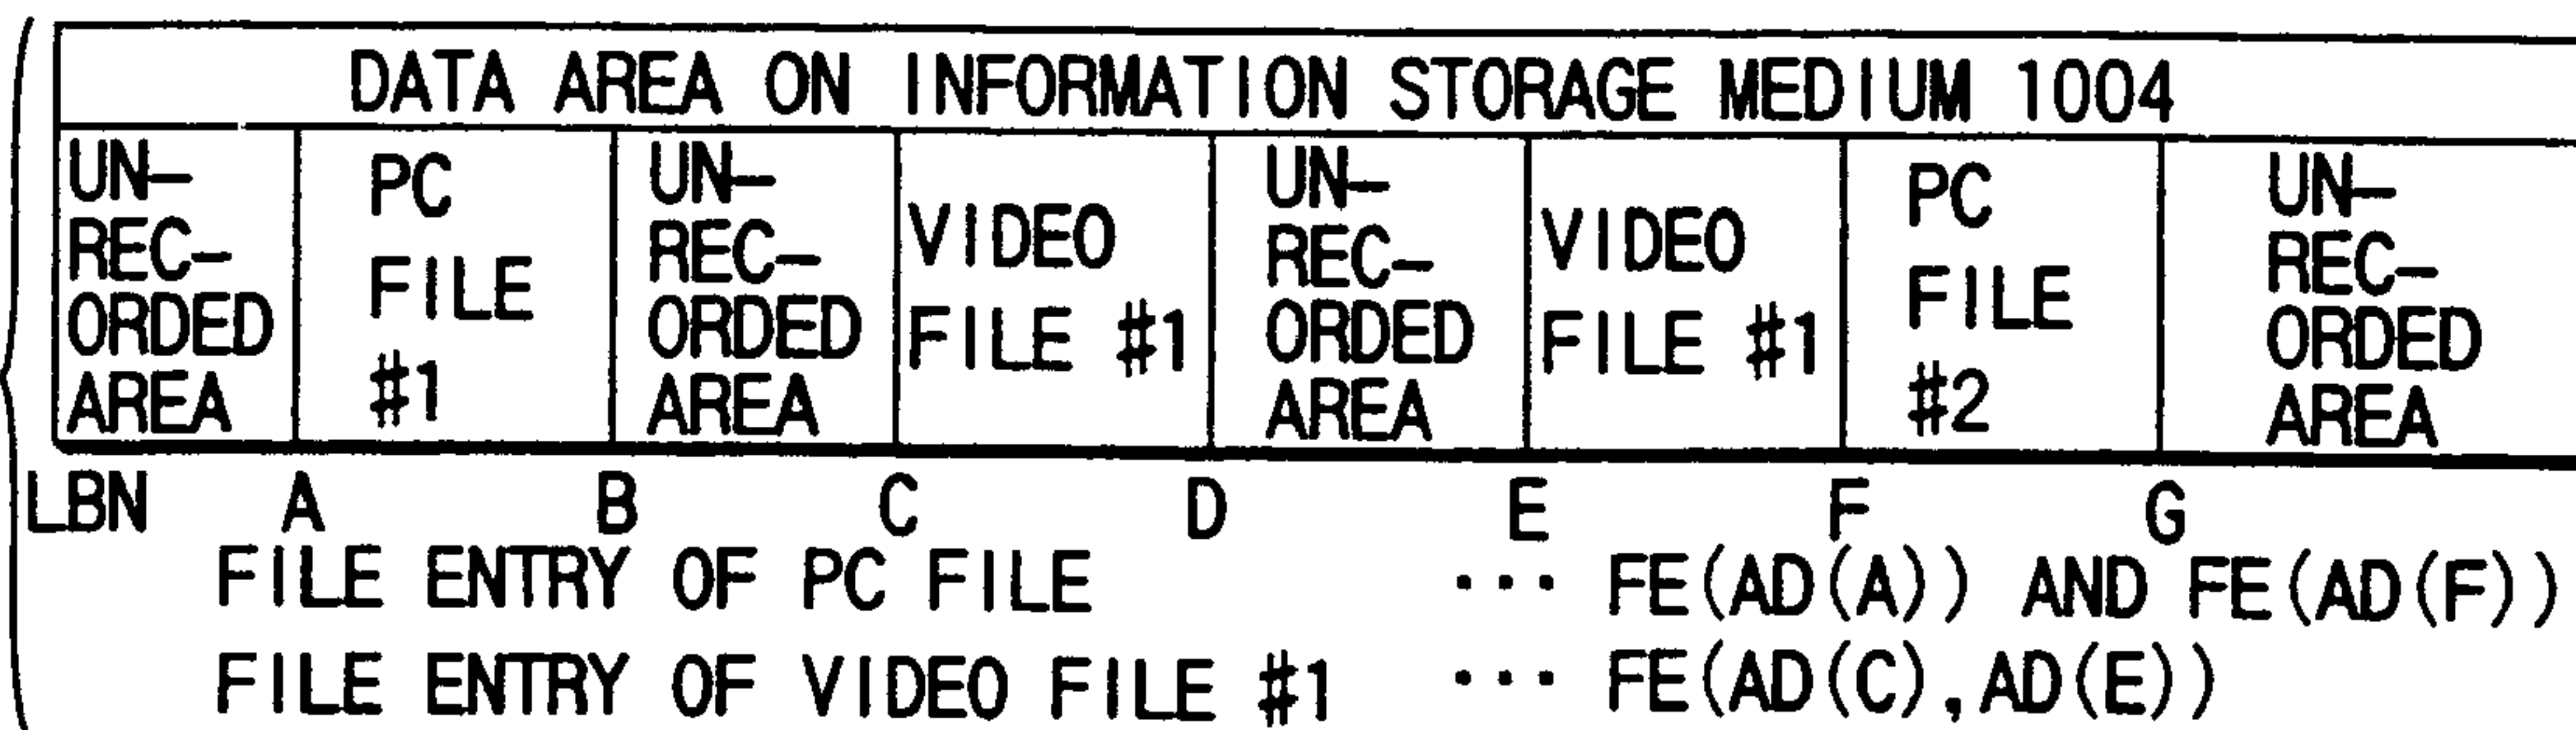 DATA AREA ON INFORMATION STORAGE MEDIUM 1004
UN-
REC-
ORDED
AREA
PC
FILE
#1
UN-
REC-
ORDED
AREA
VIDEO
FILE #1
UN-
REC-
ORDED
AREA
VIDEO
FILE #1
PC
FILE
#2
UN-
REC-
ORDED
AREA
LBN A B C D E F G
FILE ENTRY OF PC FILE ... FE(AD(A)) AND FE(AD(F))
FILE ENTRY OF VIDEO FILE #1 ... FE(AD(C),AD(E))